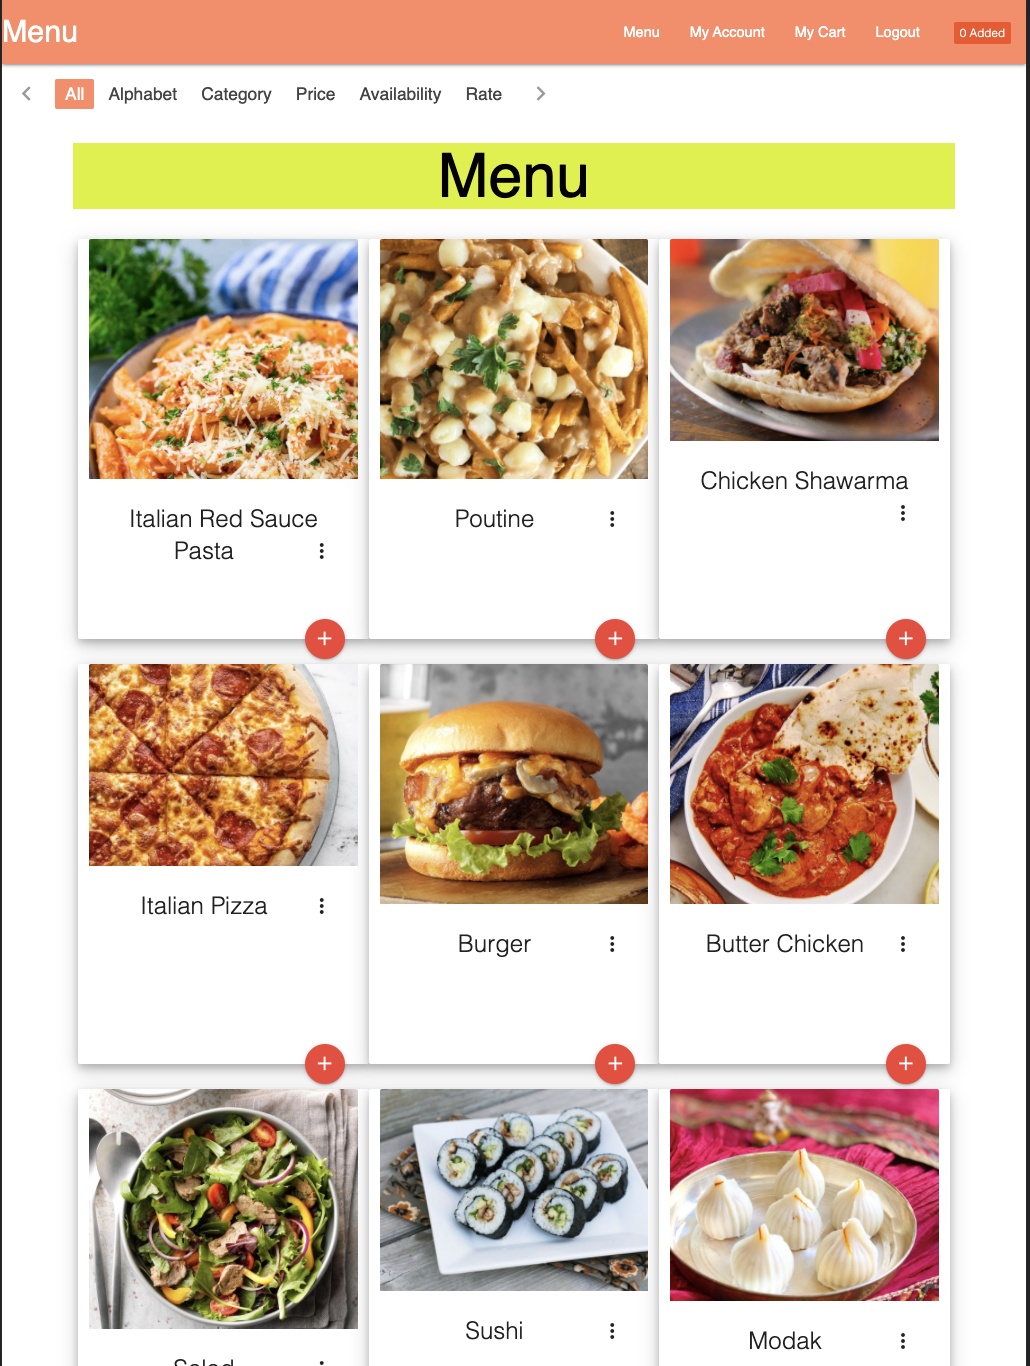 Menu
Menu My Account My Cart Logout 0 Added
All Alphabet Category Price Availability Rate
Menu
Italian Red Sauce
Pasta
Poutine
Chicken Shawarma
Italian Pizza
Burger
Butter Chicken
Salad
Sushi
Modak